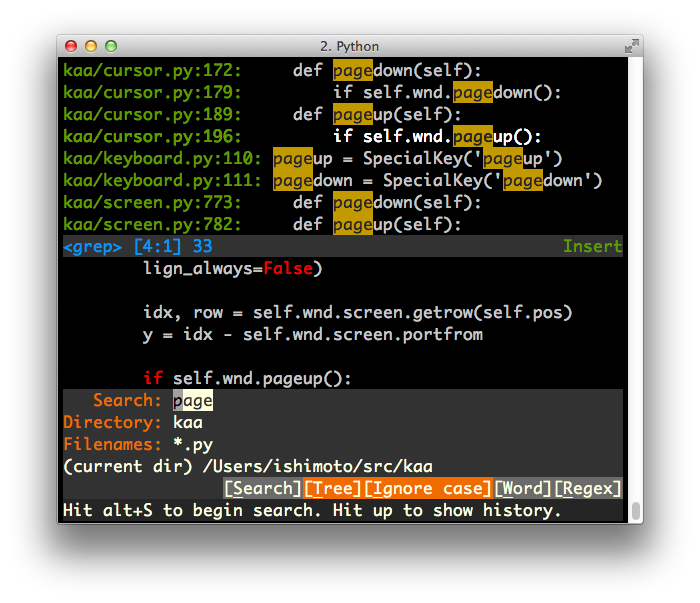 2. Python
kaa/cursor.py:172:     def pagedown(self):
kaa/cursor.py:179:         if self.wnd.pagedown():
kaa/cursor.py:189:     def pageup(self):
kaa/cursor.py:196:         if self.wnd.pageup():
kaa/keyboard.py:110: pageup = SpecialKey('pageup')
kaa/keyboard.py:111: pagedown = SpecialKey('pagedown')
kaa/screen.py:773:     def pagedown(self):
kaa/screen.py:782:     def pageup(self):
<grep> [4:1] 33 Insert
lign_always=False)
idx, row = self.wnd.screen.getrow(self.pos)
y = idx - self.wnd.screen.portfrom
if self.wnd.pageup():
Search: page
Directory: kaa
Filenames: *.py
(current dir) /Users/ishimoto/src/kaa
[Search][Tree][Ignore case][Word][Regex]
Hit alt+S to begin search. Hit up to show history.